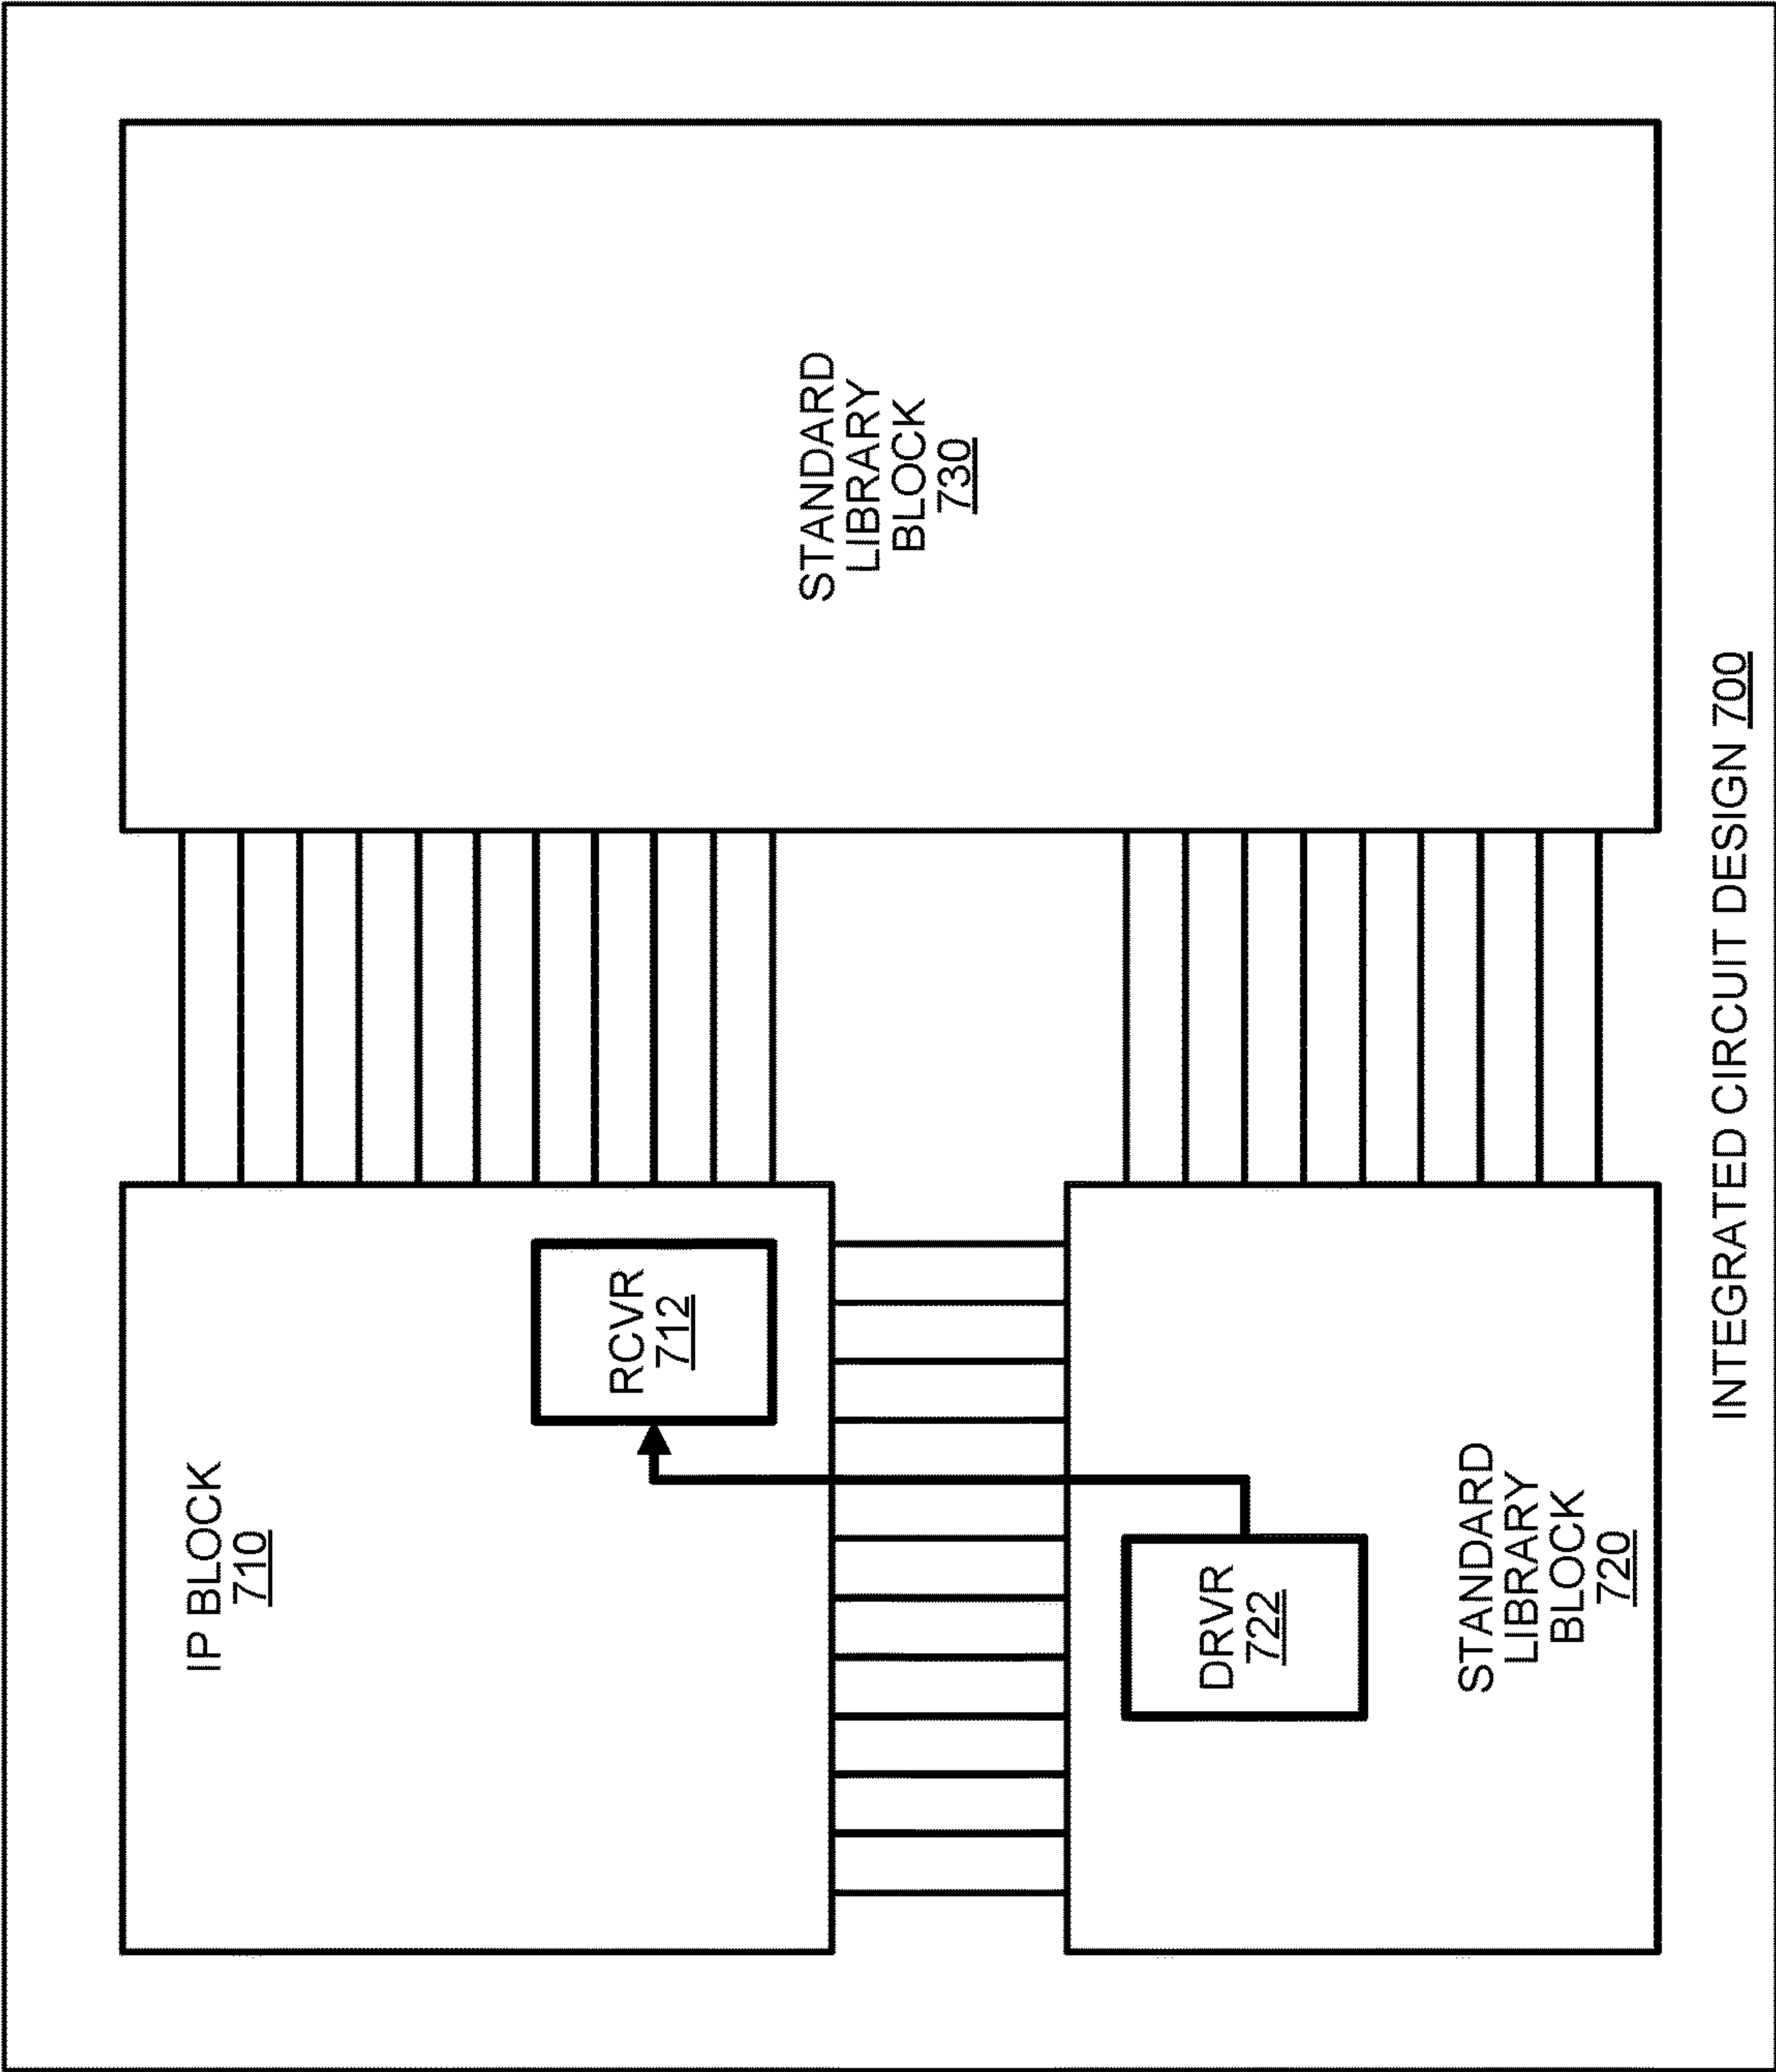 IP BLOCK
710
RCVR
712
DRVR
722
STANDARD
LIBRARY
BLOCK
720
STANDARD
LIBRARY
BLOCK
730
INTEGRATED CIRCUIT DESIGN 700